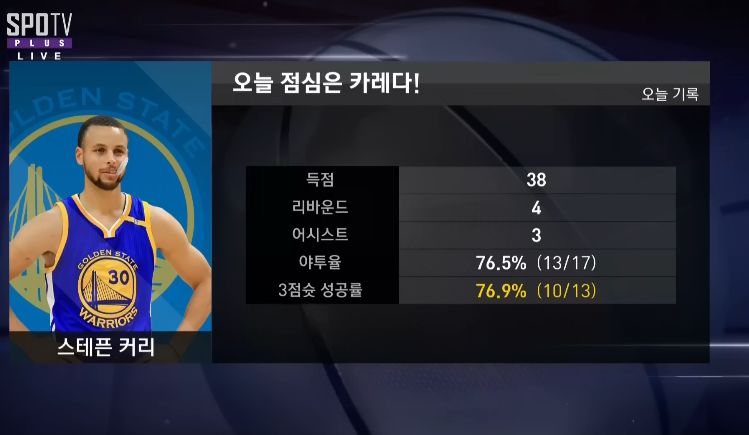 SPOTV
PLUS
LIVE
오늘 점심은 카레다!
오늘 기록
GOLDEN STATE
득점 38
리바운드 4
어시스트 3
야투율 76.5% (13/17)
3점슛 성공률 76.9% (10/13)
GOLDEN STATE
30
WARRIORS
스테픈 커리